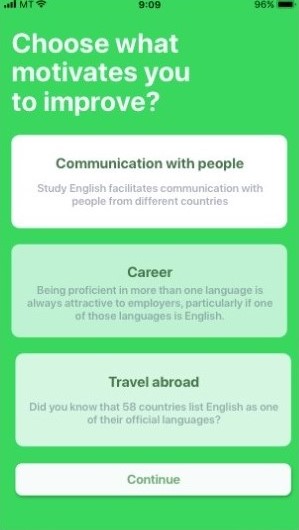 MT 9:09 96%
Choose what
motivates you
to improve?
Communication with people
Study English facilitates communication with
people from different countries
Career
Being proficient in more than one language is
always attractive to employers, particularly if one
of those languages is English.
Travel abroad
Did you know that 58 countries list English as one
of their official languages?
Continue